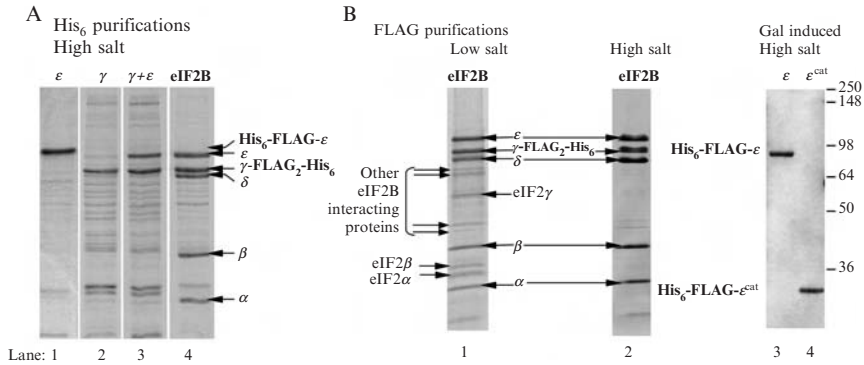 A
His6 purifications
High salt
ε γ γ+ε eIF2B
His6-FLAG-ε
ε
γ-FLAG2-His6
δ
β
α
Lane: 1 2 3 4
B
FLAG purifications
Low salt
eIF2B
High salt
eIF2B
ε
γ-FLAG2-His6
δ
Other
eIF2B
interacting
proteins
eIF2γ
β
eIF2β
eIF2α
α
1
2
Gal induced
High salt
ε εcat
His6-FLAG-ε
His6-FLAG-εcat
250
148
98
64
50
36
3 4